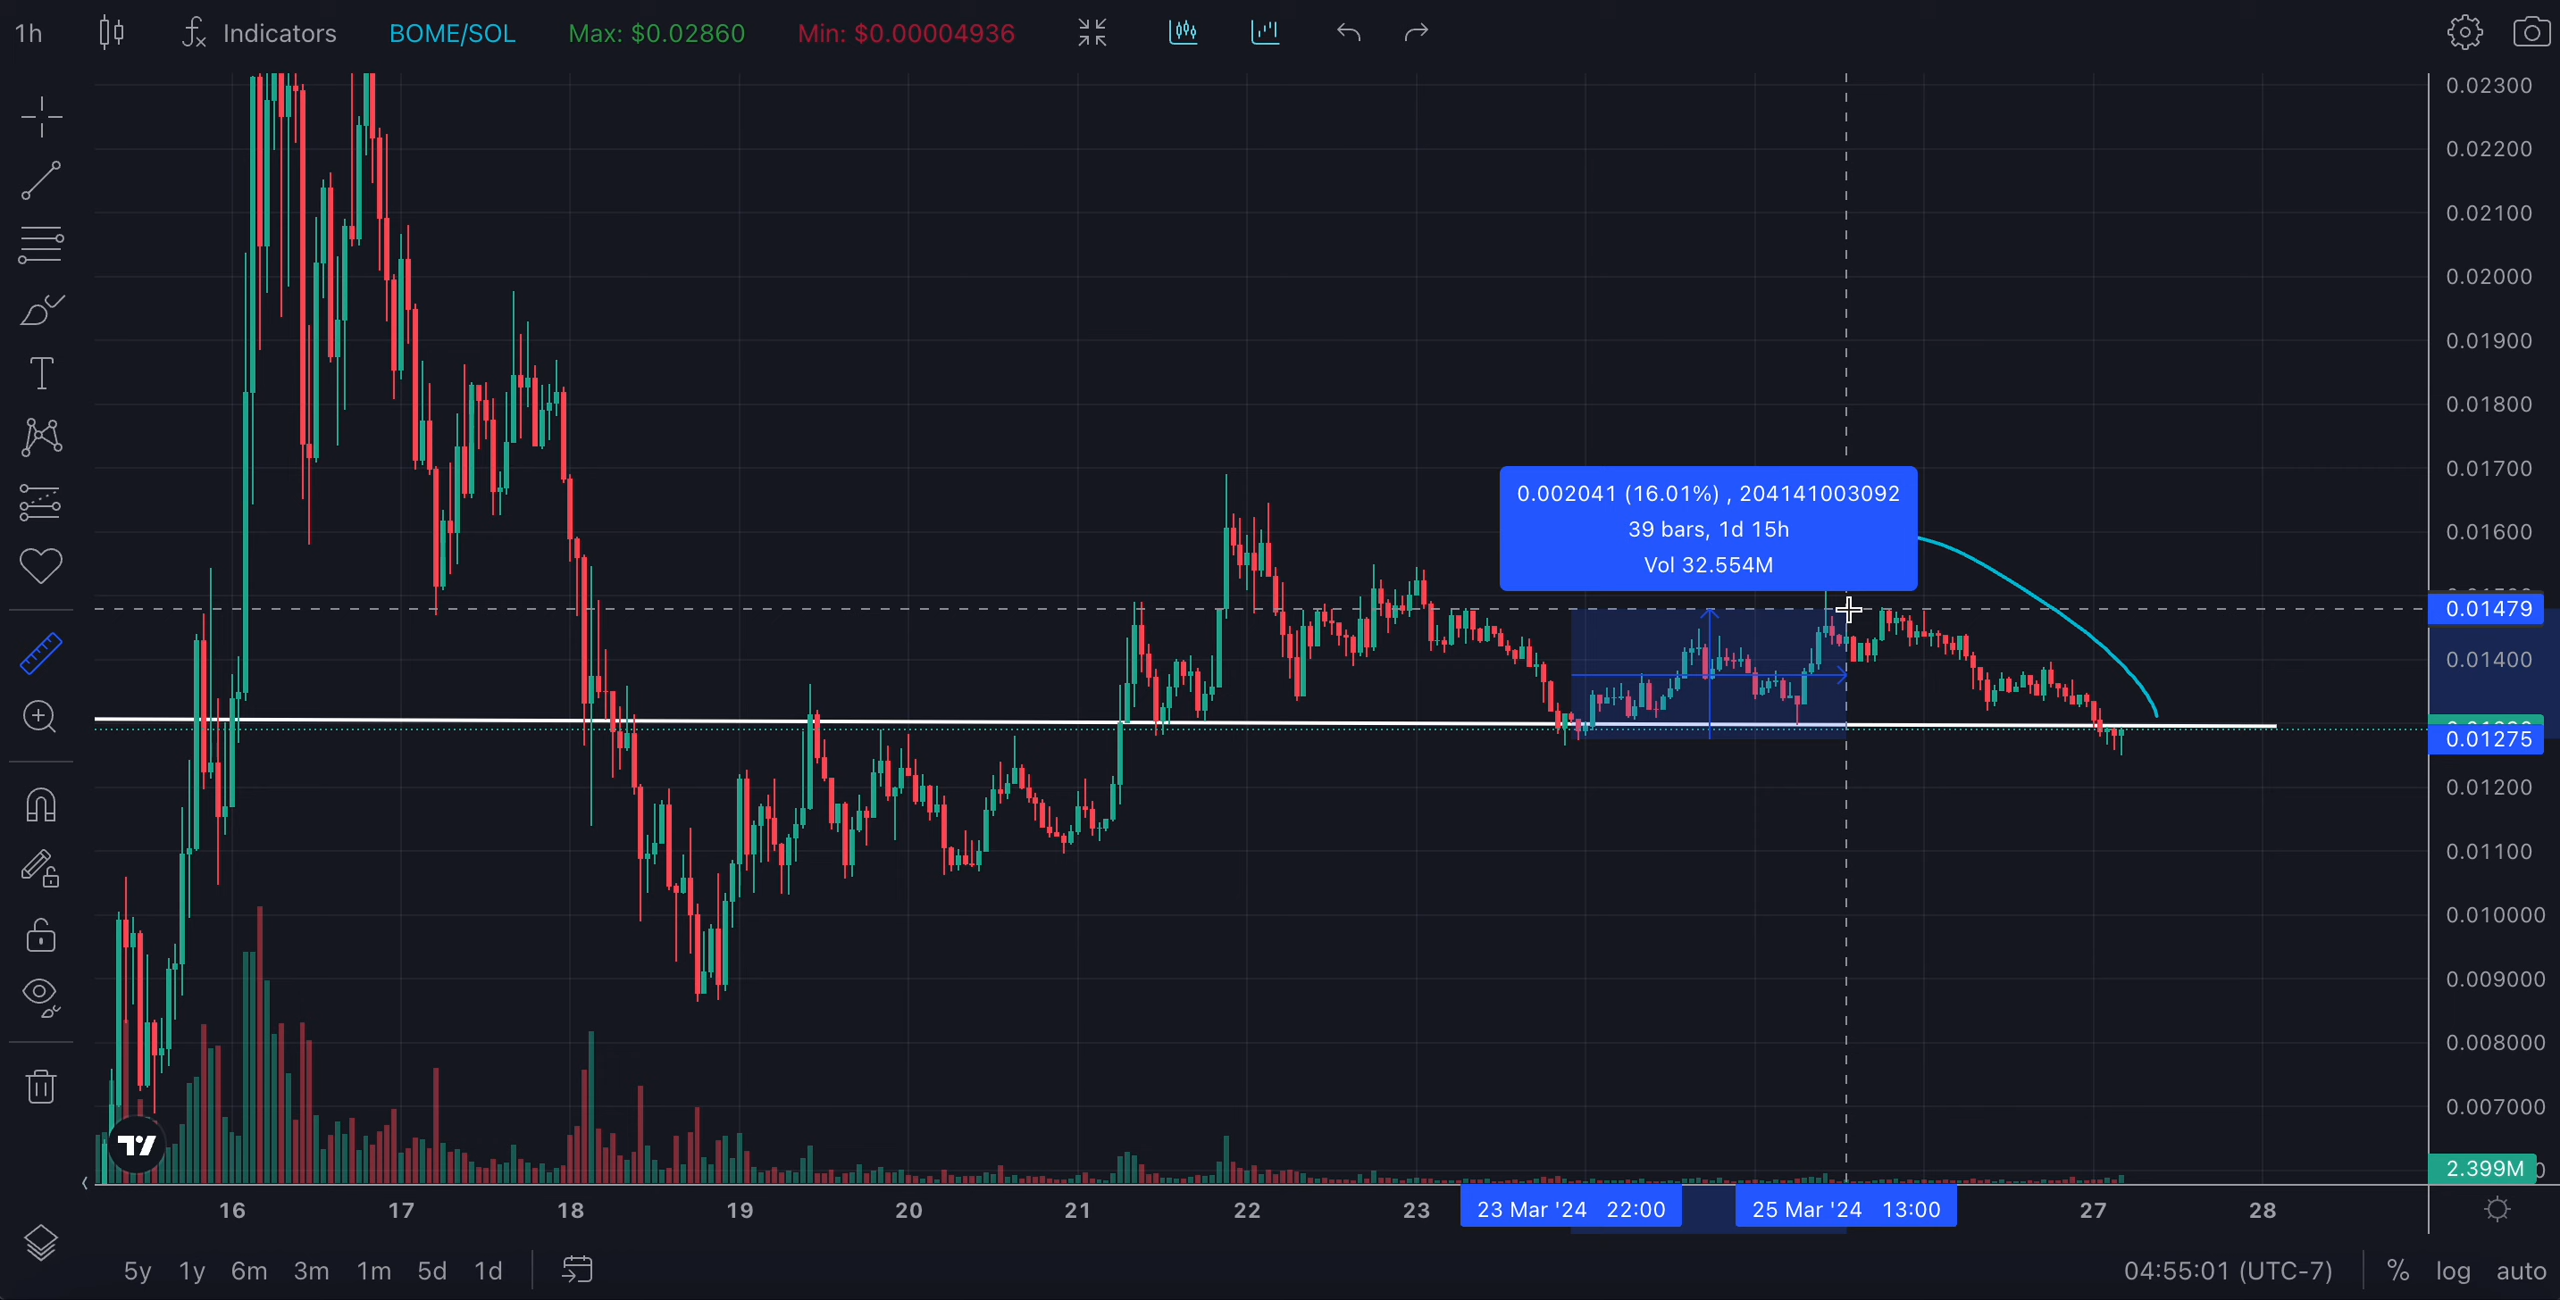 1h Indicators BOME/SOL Max: $0.02860 Min: $0.00004936
0.02300
0.02200
0.02100
0.02000
0.01900
0.01800
0.01700
0.01600
0.002041 (16.01%) , 204141003092
39 bars, 1d 15h
Vol 32.554M
0.01479
0.01400
0.01275
0.01200
0.01100
0.010000
0.009000
0.008000
0.007000
2.399M
16 17 18 19 20 21 22 23 23 Mar '24 22:00 25 Mar '24 13:00 27 28
5y 1y 6m 3m 1m 5d 1d 04:55:01 (UTC-7) % log auto